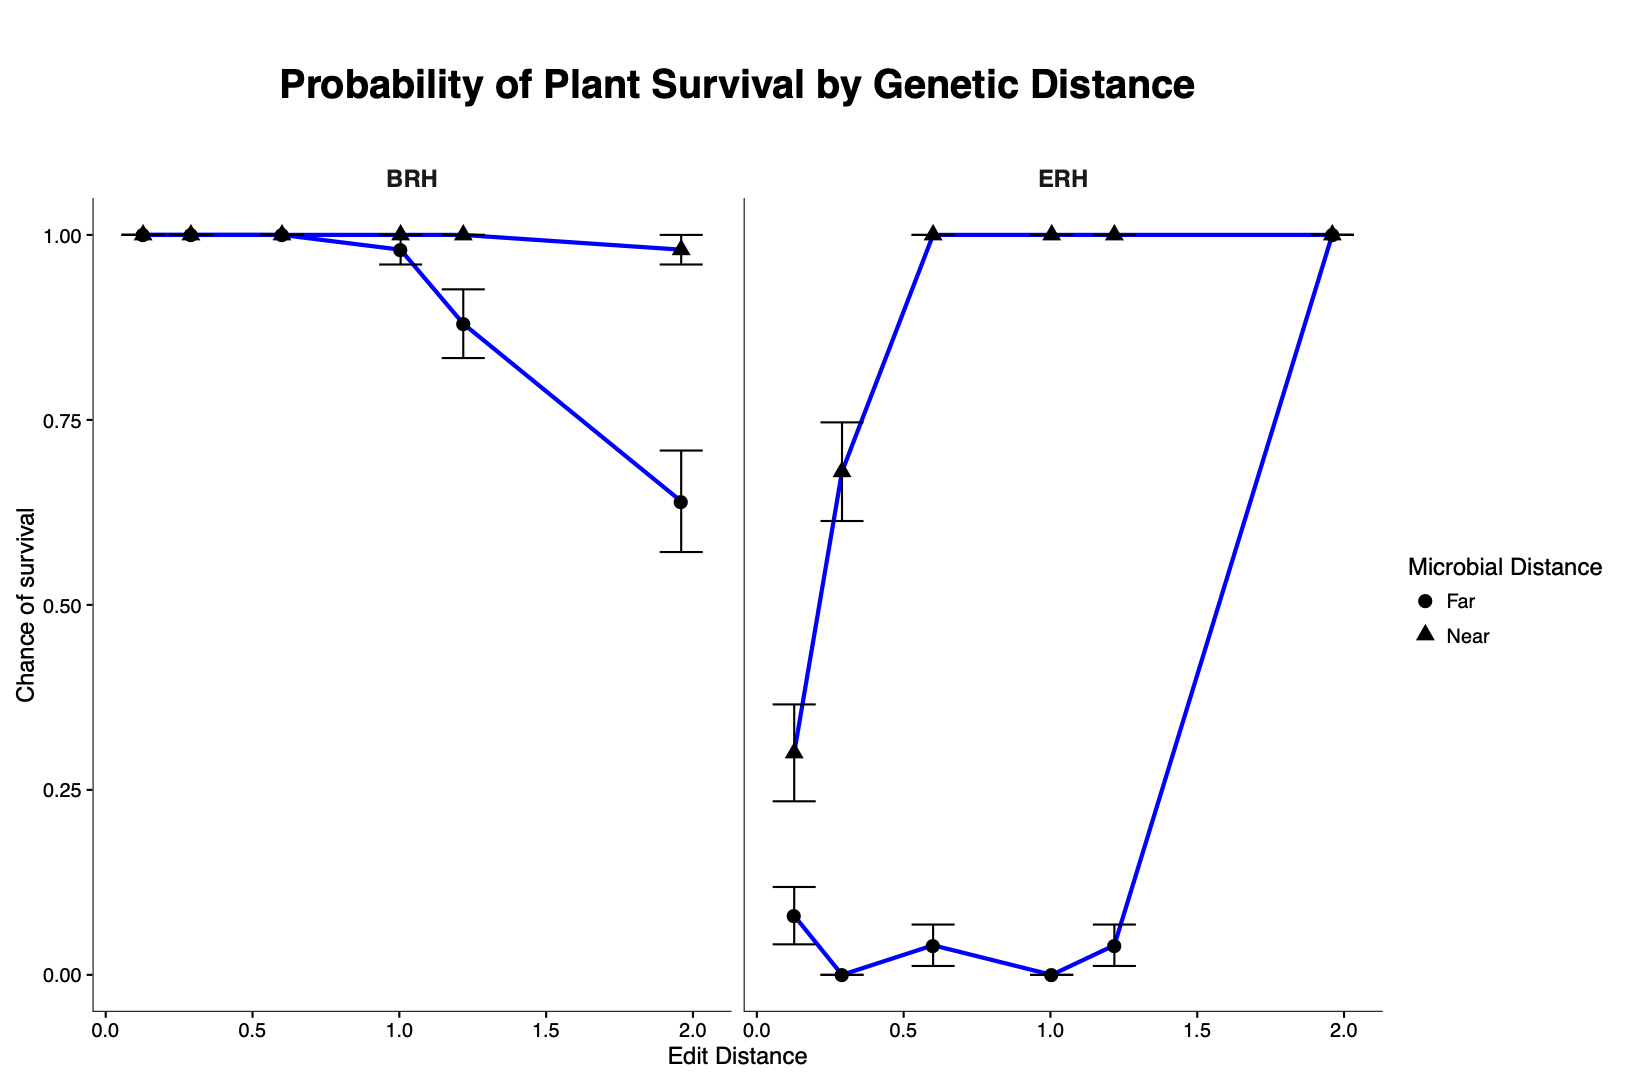 Probability of Plant Survival by Genetic Distance
BRH
ERH
Chance of survival
1.00
0.75
0.50
0.25
0.00
0.0 0.5 1.0 1.5 2.0
0.0 0.5 1.0 1.5 2.0
Edit Distance
Microbial Distance
Far
Near